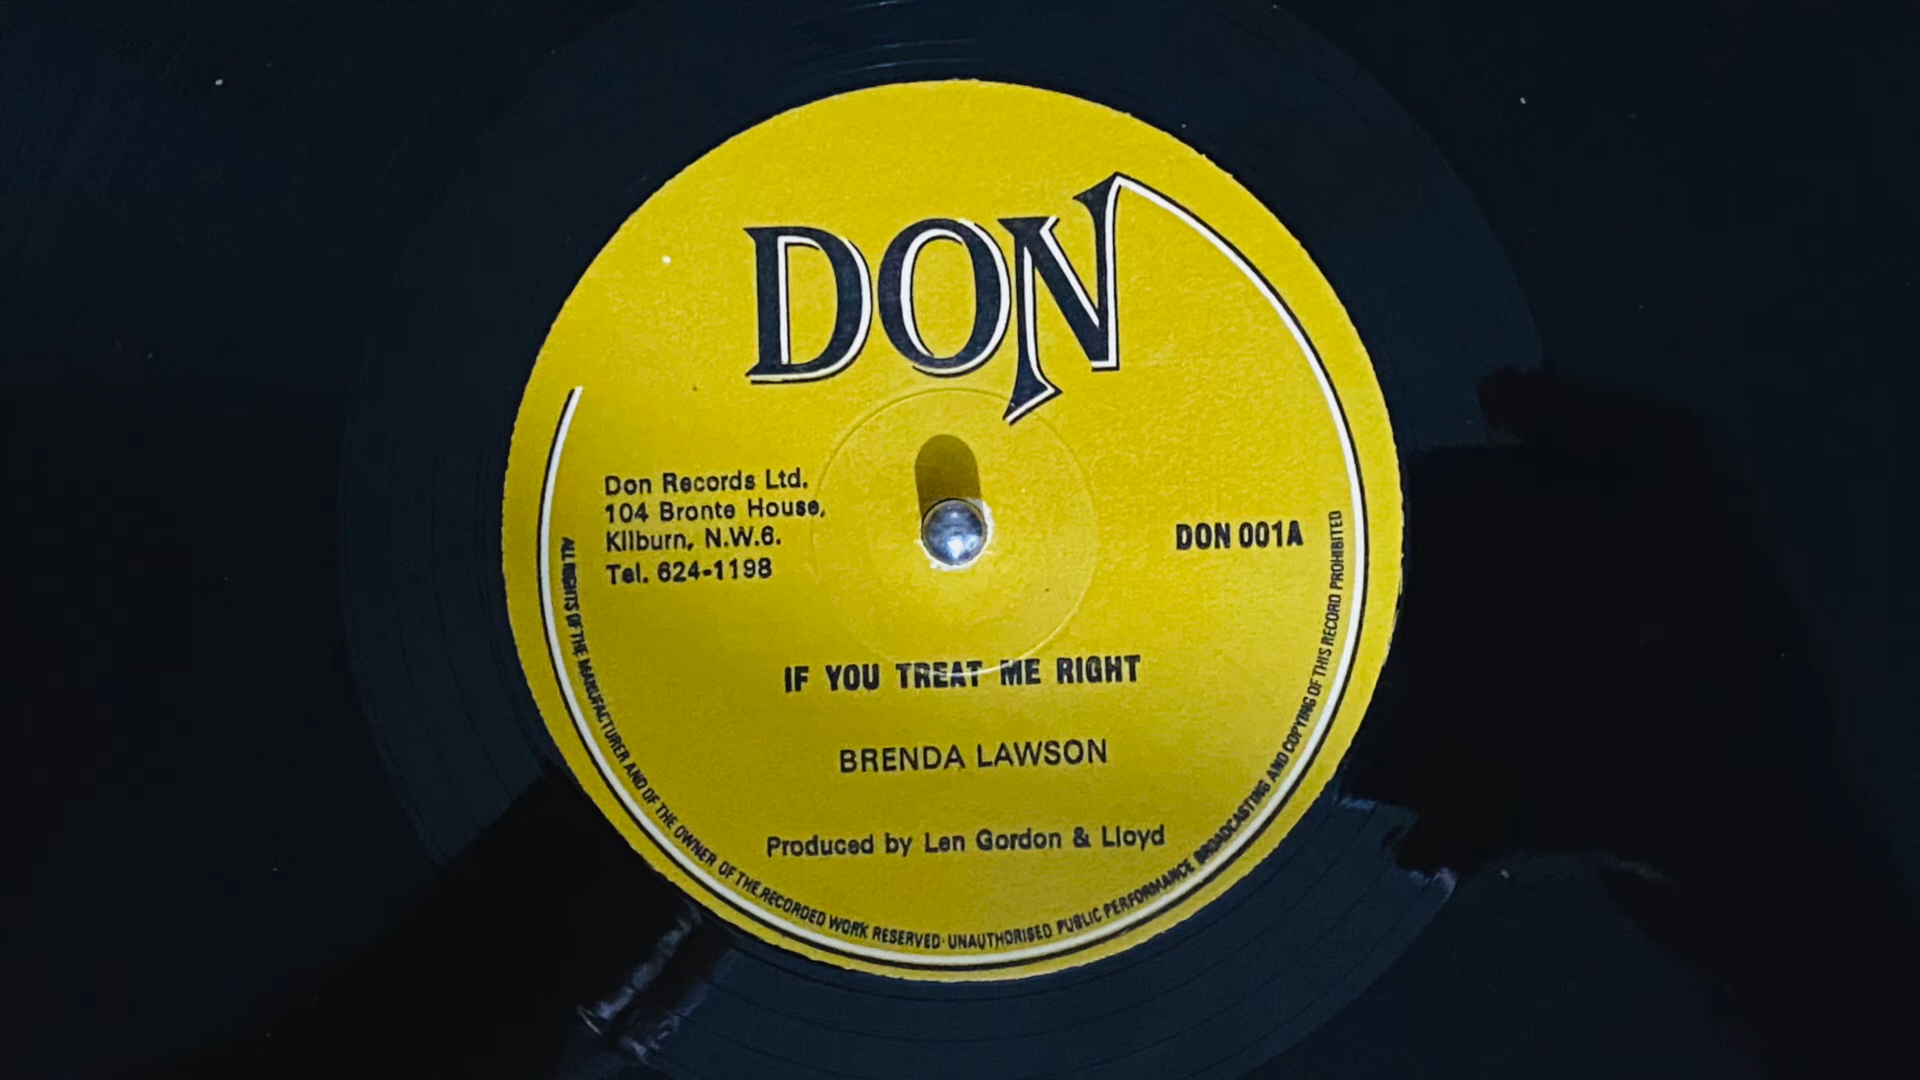 DON
Don Records Ltd.
104 Bronte House,
Kilburn, N.W.6.
Tel. 624-1198
DON 001A
IF YOU TREAT ME RIGHT
BRENDA LAWSON
Produced by Len Gordon & Lloyd
ALL RIGHTS OF THE MANUFACTURER AND OF THE OWNER OF THE RECORDED WORK RESERVED · UNAUTHORISED PUBLIC PERFORMANCE BROADCASTING AND COPYING OF THIS RECORD PROHIBITED